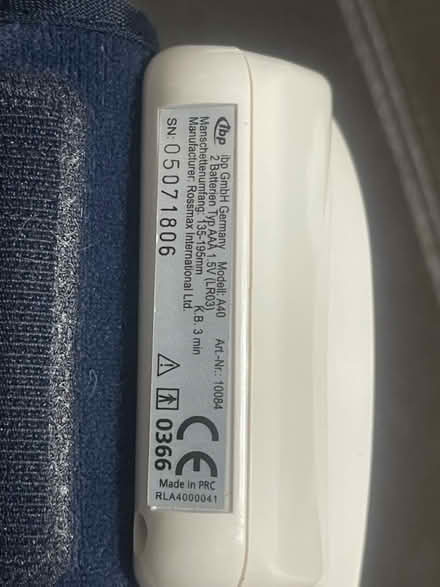 ibp ibp GmbH Germany Modell: A40 Art.-Nr.: 10084
2 Batterien Typ AAA 1,5V (LR03)
Manschettenumfang: 135-195mm K.B. 3 min
Manufacturer: Rossmax International Ltd.
SN: 05071806
CE
0366
Made in PRC
RLA4000041